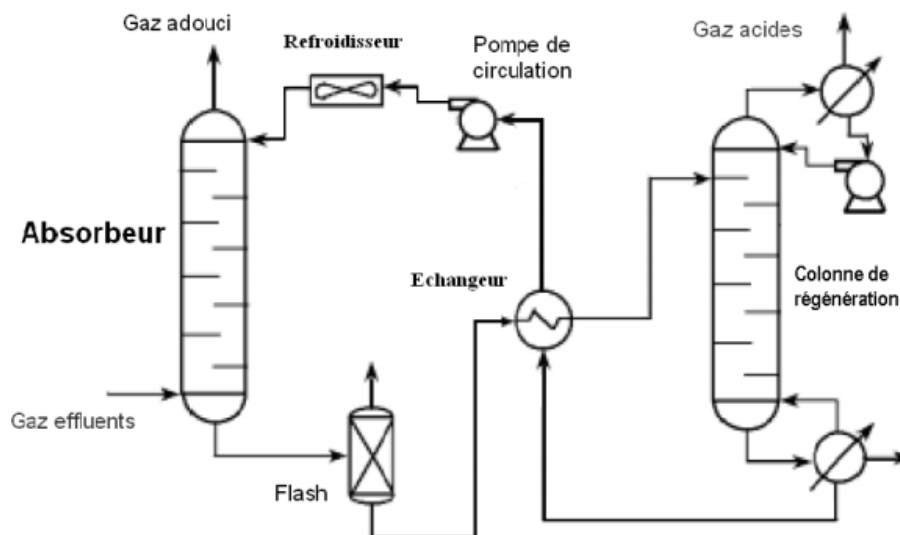 Gaz adouci
Refroidisseur
Pompe de
circulation
Gaz acides
Absorbeur
Echangeur
Colonne de
régénération
Gaz effluents
Flash